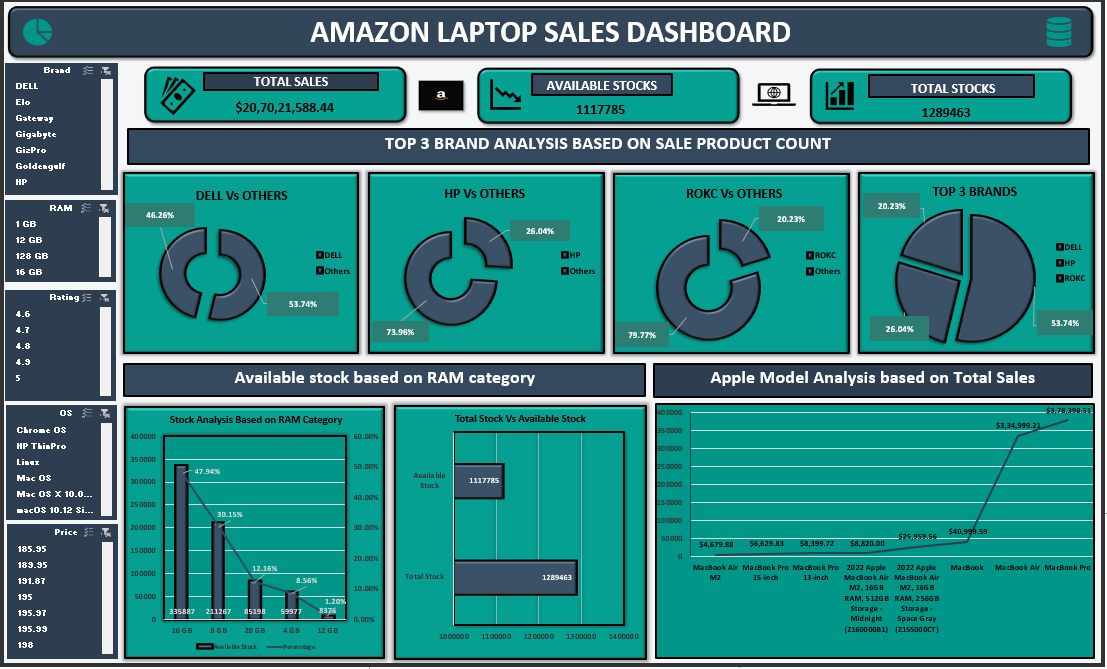 AMAZON LAPTOP SALES DASHBOARD
Brand
DELL
Elo
Gateway
Gigabyte
GizPro
Goldengulf
HP
RAM
1 GB
12 GB
128 GB
16 GB
Rating
4.6
4.7
4.8
4.9
5
OS
Chrome OS
HP ThinPro
Linux
Mac OS
Mac OS X 10.0...
macOS 10.12 Si...
Price
185.95
189.95
191.87
195
195.97
195.99
198
TOTAL SALES
$20,70,21,588.44
a
AVAILABLE STOCKS
1117785
TOTAL STOCKS
1289463
TOP 3 BRAND ANALYSIS BASED ON SALE PRODUCT COUNT
DELL Vs OTHERS
46.26%
53.74%
DELL
Others
HP Vs OTHERS
26.04%
73.96%
HP
Others
ROKC Vs OTHERS
20.23%
79.77%
ROKC
Others
TOP 3 BRANDS
20.23%
26.04%
53.74%
DELL
HP
ROKC
Available stock based on RAM category
Apple Model Analysis based on Total Sales
Stock Analysis Based on RAM Category
400000
350000
300000
250000
200000
150000
100000
50000
0
60.00%
50.00%
40.00%
30.00%
20.00%
10.00%
0.00%
47.94%
30.15%
12.16%
8.56%
1.20%
335887
211267
85198
59977
8376
16 GB
8 GB
20 GB
4 GB
12 GB
Available Stock
Percentage
Total Stock Vs Available Stock
Available Stock
1117785
Total Stock
1289463
1000000
1100000
1200000
1300000
1400000
400000
350000
300000
250000
200000
150000
100000
50000
0
$4,679.88
$6,629.83
$8,399.72
$8,820.00
$25,959.56
$40,959.59
$3,34,999.21
$3,78,398.51
MacBook Air M2
MacBook Pro 15-inch
MacBook Pro 13-inch
2022 Apple MacBook Air M2, 16GB RAM, 512GB Storage - Midnight (Z160000B1)
2022 Apple MacBook Air M2, 16GB RAM, 256GB Storage - Space Gray (Z15S000CT)
MacBook
MacBook Air
MacBook Pro